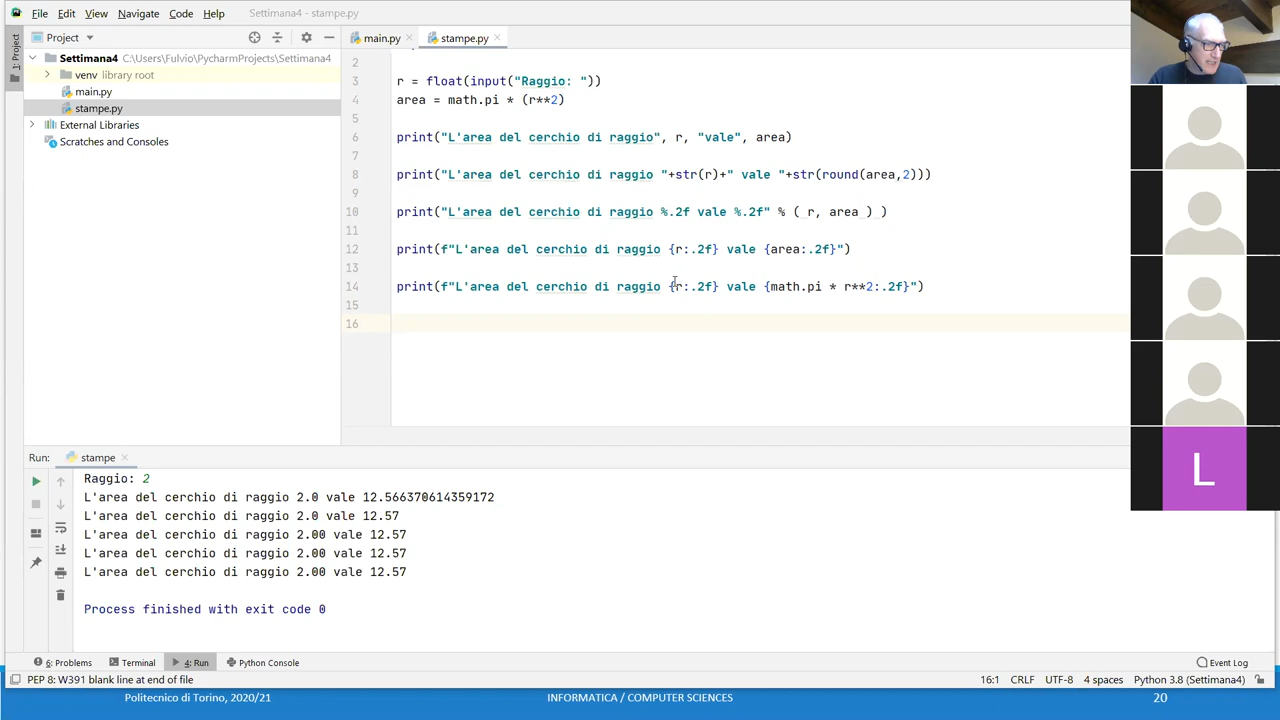 File Edit View Navigate Code Help Settimana4 - stampe.py
1: Project
Project
main.py stampe.py
Settimana4 C:\Users\Fulvio\PycharmProjects\Settimana4
venv library root
main.py
stampe.py
External Libraries
Scratches and Consoles
2
3 r = float(input("Raggio: "))
4 area = math.pi * (r**2)
5
6 print("L'area del cerchio di raggio", r, "vale", area)
7
8 print("L'area del cerchio di raggio "+str(r)+" vale "+str(round(area,2)))
9
10 print("L'area del cerchio di raggio %.2f vale %.2f" % ( r, area ) )
11
12 print(f"L'area del cerchio di raggio {r:.2f} vale {area:.2f}")
13
14 print(f"L'area del cerchio di raggio {r:.2f} vale {math.pi * r**2:.2f}")
15
16
L
Run: stampe
Raggio: 2
L'area del cerchio di raggio 2.0 vale 12.566370614359172
L'area del cerchio di raggio 2.0 vale 12.57
L'area del cerchio di raggio 2.00 vale 12.57
L'area del cerchio di raggio 2.00 vale 12.57
L'area del cerchio di raggio 2.00 vale 12.57
Process finished with exit code 0
6: Problems Terminal 4: Run Python Console Event Log
PEP 8: W391 blank line at end of file 16:1 CRLF UTF-8 4 spaces Python 3.8 (Settimana4)
Politecnico di Torino, 2020/21 INFORMATICA / COMPUTER SCIENCES 20